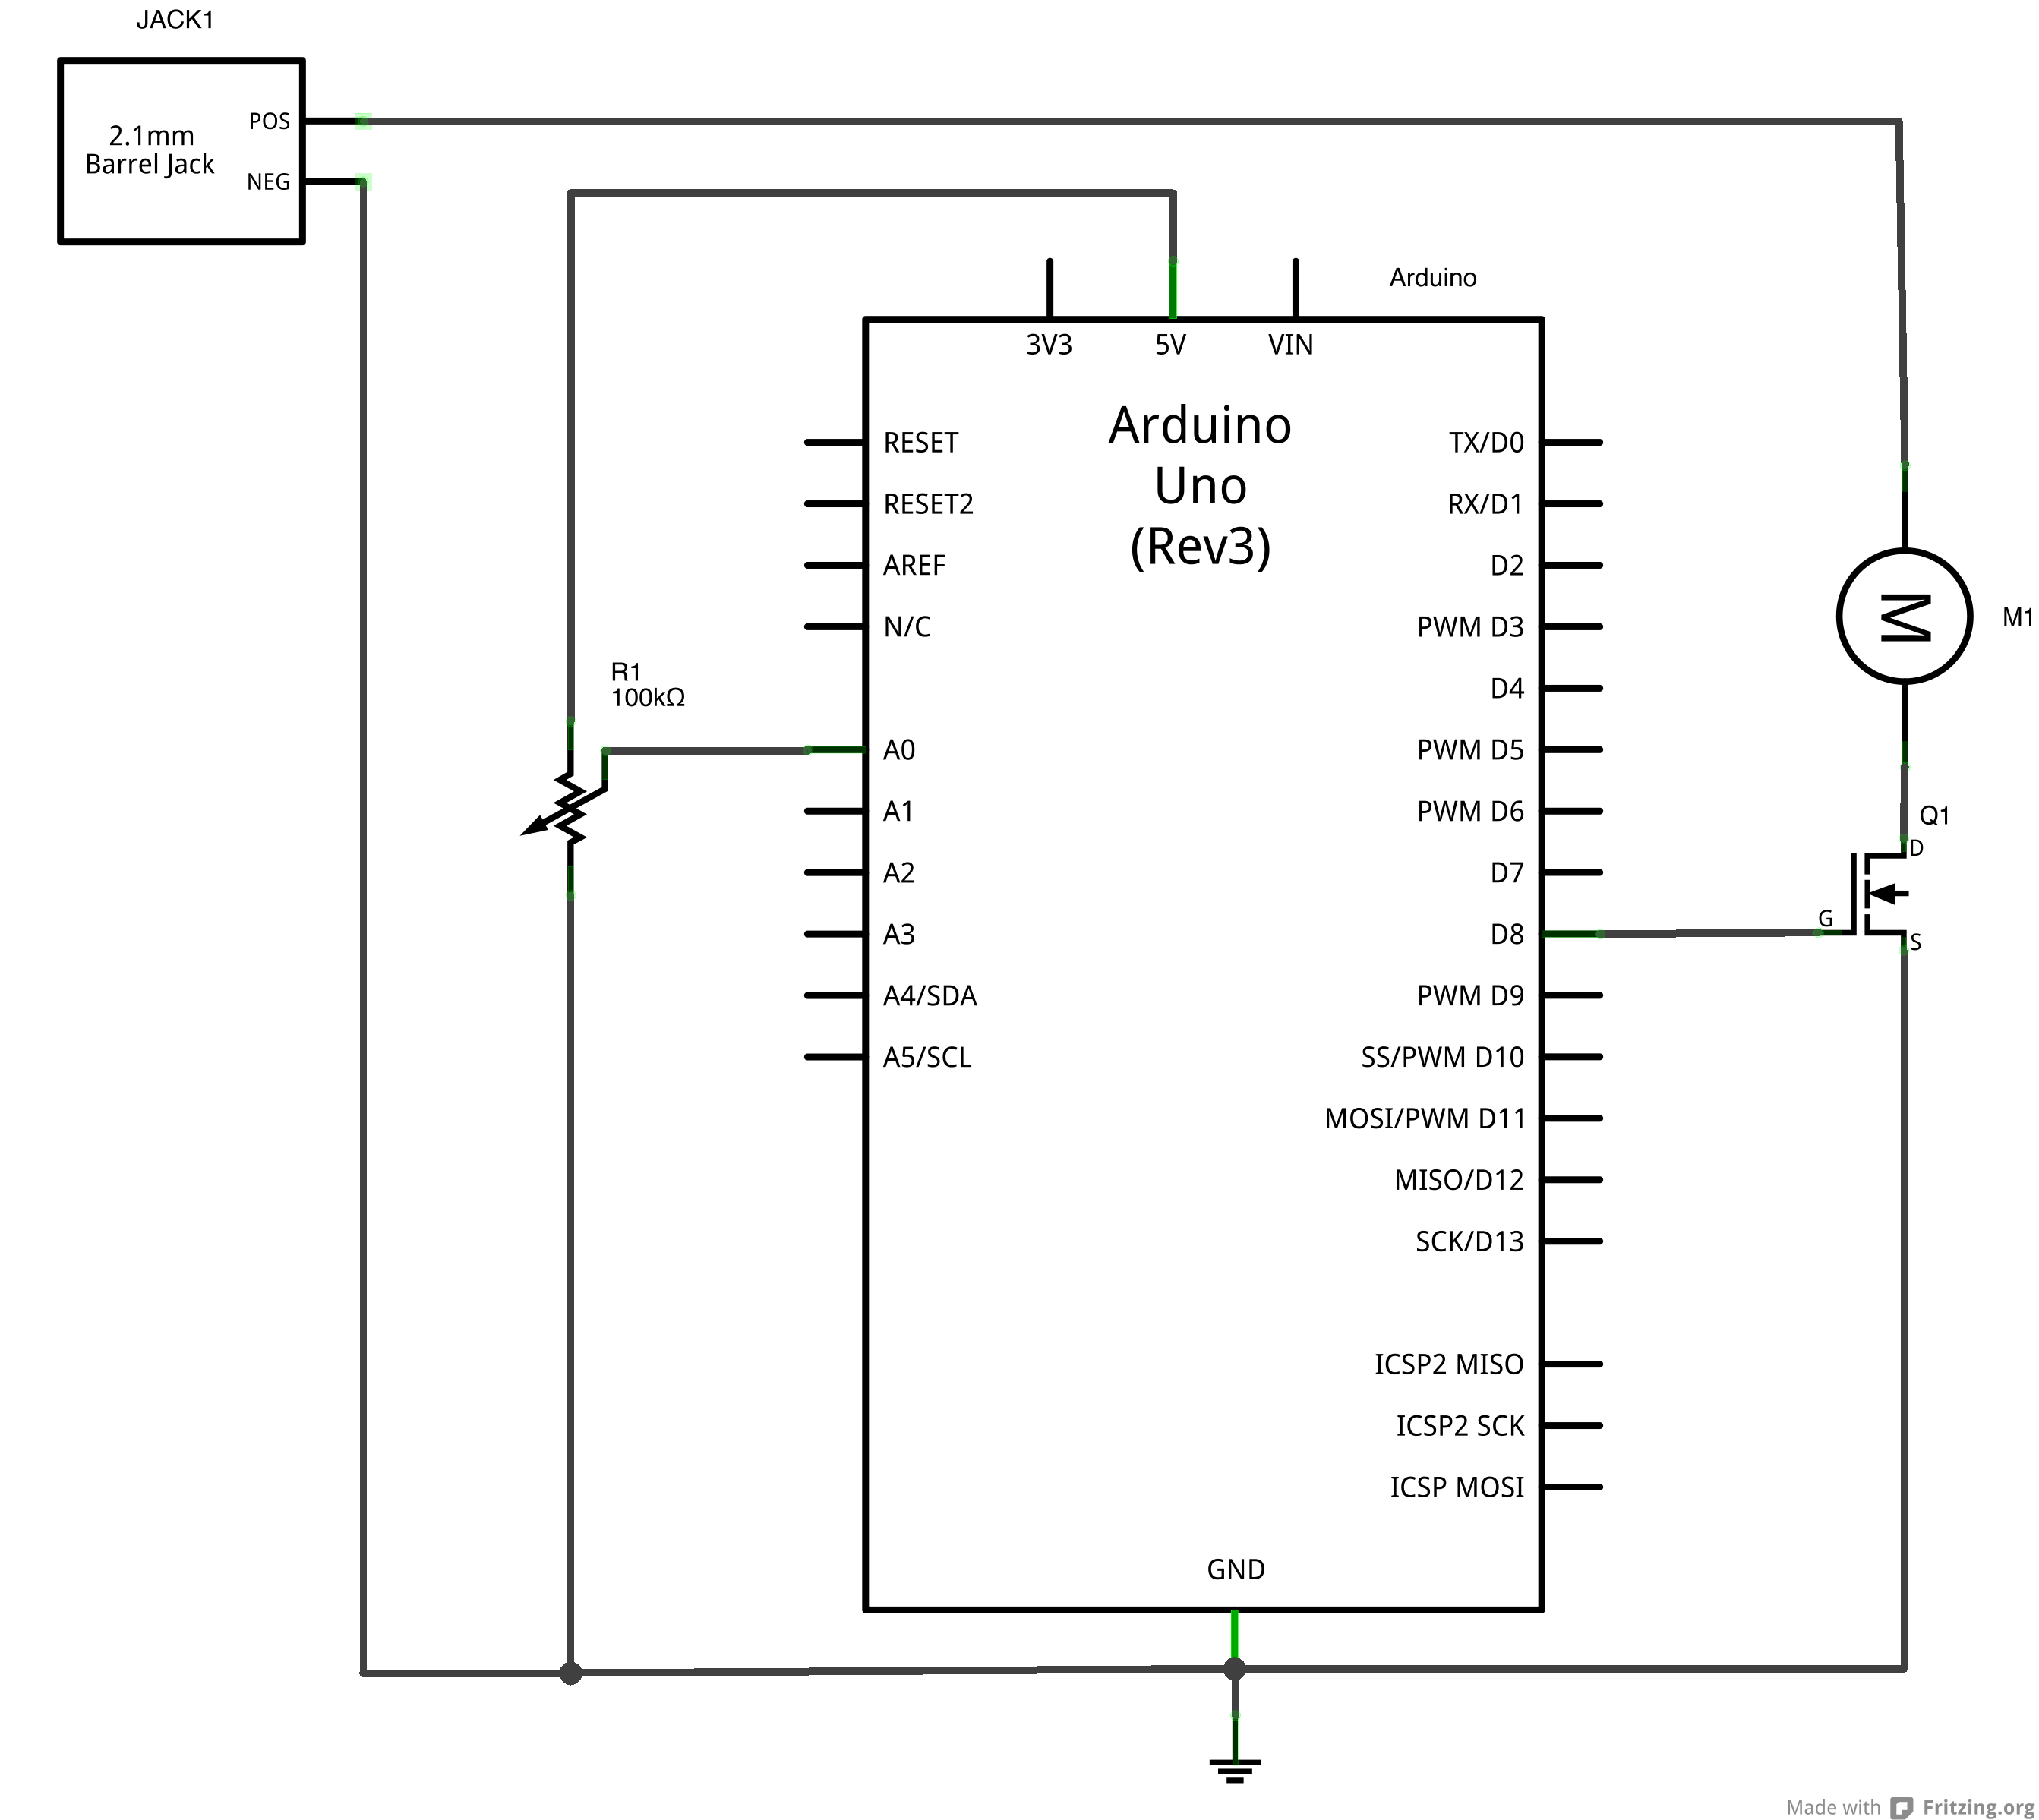 JACK1
2.1mm
Barrel Jack
POS
NEG
Arduino
3V3
5V
VIN
Arduino
Uno
(Rev3)
RESET
RESET2
AREF
N/C
A0
A1
A2
A3
A4/SDA
A5/SCL
TX/D0
RX/D1
D2
PWM D3
D4
PWM D5
PWM D6
D7
D8
PWM D9
SS/PWM D10
MOSI/PWM D11
MISO/D12
SCK/D13
ICSP2 MISO
ICSP2 SCK
ICSP MOSI
GND
R1
100kΩ
M
M1
Q1
D
G
S
Made with Fritzing.org